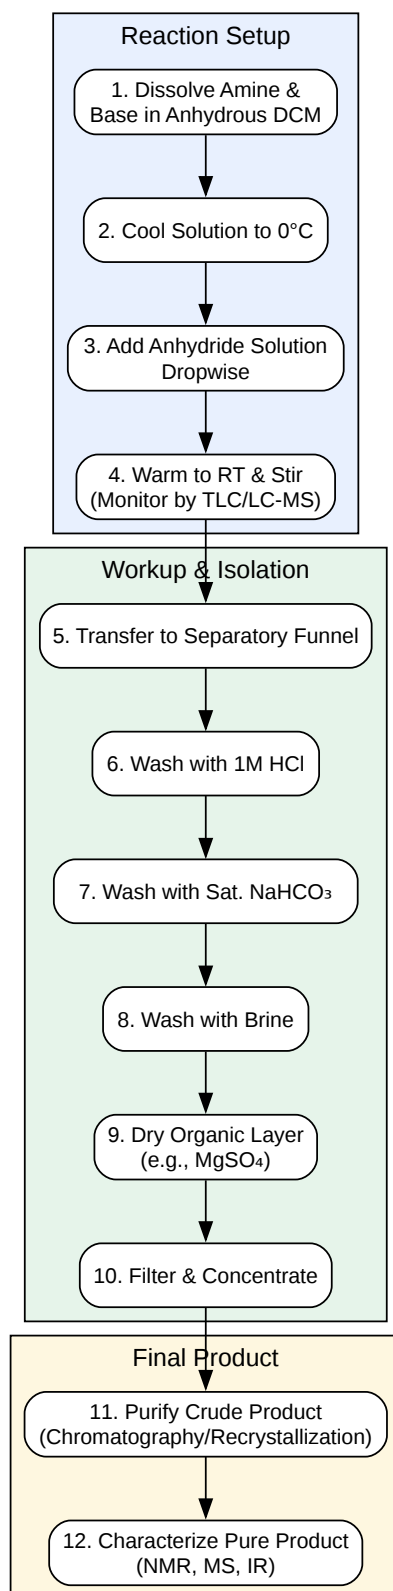 Reaction Setup
1. Dissolve Amine &
Base in Anhydrous DCM
2. Cool Solution to 0°C
3. Add Anhydride Solution
Dropwise
4. Warm to RT & Stir
(Monitor by TLC/LC-MS)
Workup & Isolation
5. Transfer to Separatory Funnel
6. Wash with 1M HCl
7. Wash with Sat. NaHCO₃
8. Wash with Brine
9. Dry Organic Layer
(e.g., MgSO₄)
10. Filter & Concentrate
Final Product
11. Purify Crude Product
(Chromatography/Recrystallization)
12. Characterize Pure Product
(NMR, MS, IR)